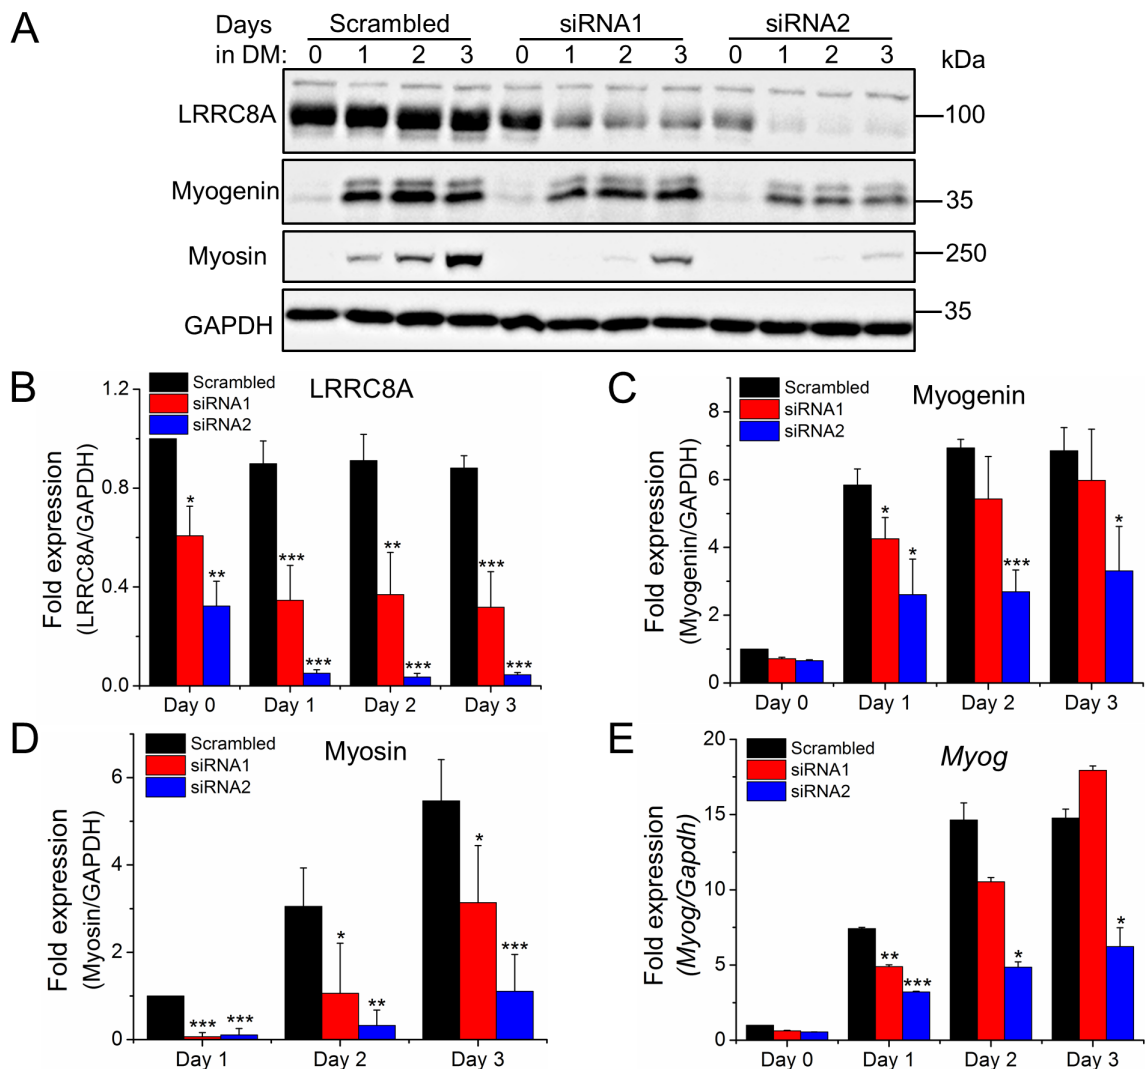 A
Days Scrambled siRNA1 siRNA2
in DM: 0 1 2 3 0 1 2 3 0 1 2 3 kDa
LRRC8A 100
Myogenin 35
Myosin 250
GAPDH 35
B
LRRC8A
Scrambled
siRNA1
siRNA2
Fold expression
(LRRC8A/GAPDH)
1.2
0.8
0.4
0.0
* ** *** *** ** *** *** ***
Day 0 Day 1 Day 2 Day 3
C
Myogenin
Scrambled
siRNA1
siRNA2
Fold expression
(Myogenin/GAPDH)
8
6
4
2
0
* * *** *
Day 0 Day 1 Day 2 Day 3
D
Myosin
Scrambled
siRNA1
siRNA2
Fold expression
(Myosin/GAPDH)
6
4
2
0
*** *** * ** * ***
Day 1 Day 2 Day 3
E
Myog
Scrambled
siRNA1
siRNA2
Fold expression
(Myog/Gapdh)
20
15
10
5
0
** *** * *
Day 0 Day 1 Day 2 Day 3